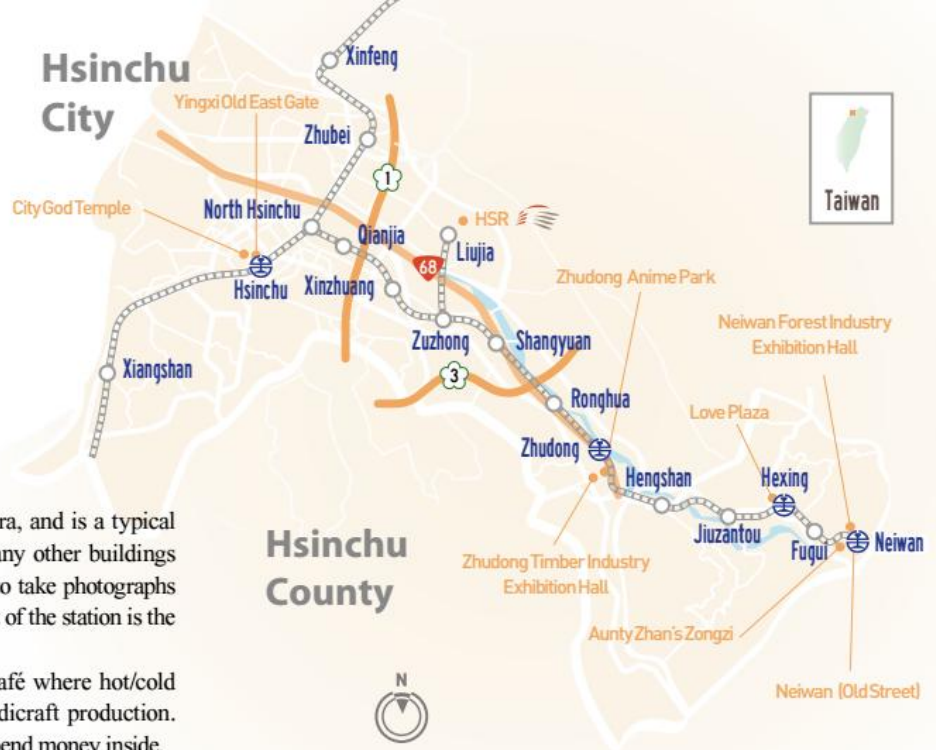 Hsinchu
City
Xinfeng
Yingxi Old East Gate
Zhubei
1
City God Temple
North Hsinchu
HSR
Qianjia
Liujia
68
Hsinchu
Xinzhuang
Zhudong Anime Park
Taiwan
Zuzhong
Shangyuan
Neiwan Forest Industry
Exhibition Hall
Xiangshan
3
Ronghua
Love Plaza
Zhudong
Hengshan
Hexing
Jiuzantou
Fugui
Neiwan
Hsinchu
County
Zhudong Timber Industry
Exhibition Hall
Aunty Zhan's Zongzi
Neiwan (Old Street)
N
ra, and is a typical
any other buildings
o take photographs
of the station is the
afé where hot/cold
dicraft production.
end money inside.